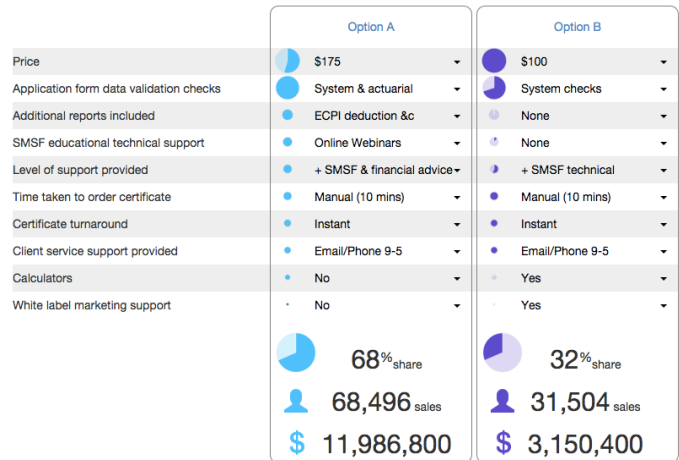 Option A Option B
Price $175 $100
Application form data validation checks System & actuarial System checks
Additional reports included ECPI deduction &c None
SMSF educational technical support Online Webinars None
Level of support provided + SMSF & financial advice + SMSF technical
Time taken to order certificate Manual (10 mins) Manual (10 mins)
Certificate turnaround Instant Instant
Client service support provided Email/Phone 9-5 Email/Phone 9-5
Calculators No Yes
White label marketing support No Yes
68% share 32% share
68,496 sales 31,504 sales
$ 11,986,800 $ 3,150,400